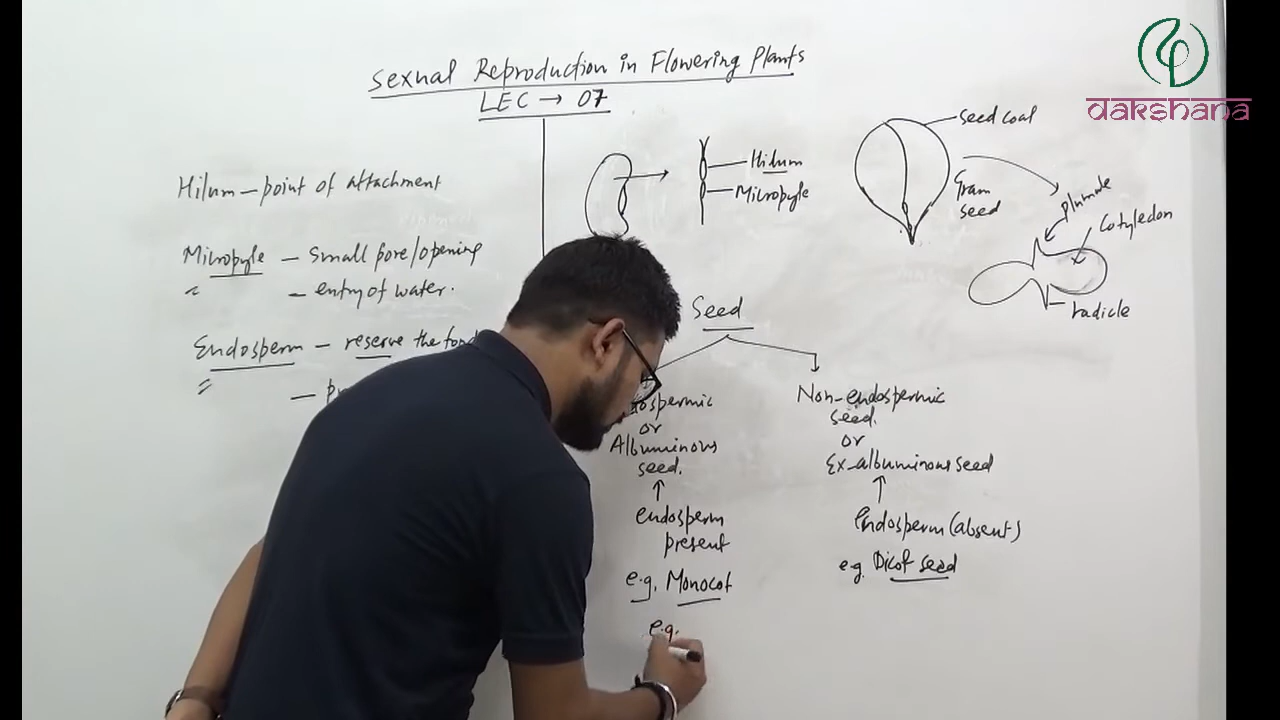 Sexual Reproduction in Flowering Plants
LEC → 07
Hilum – point of attachment
Micropyle – small pore/opening
" – entry of water.
Endosperm – reserve the
"
–
Hilum
Micropyle
seed coat
Gram
seed
plumule
Cotyledon
radicle
Seed
or
Albuminous
seed.
endosperm
present
e.g. Monocot
e.g.
Non-endospermic
seed.
or
Ex-albuminous seed
Endosperm (absent)
e.g. Dicot seed
dakshana